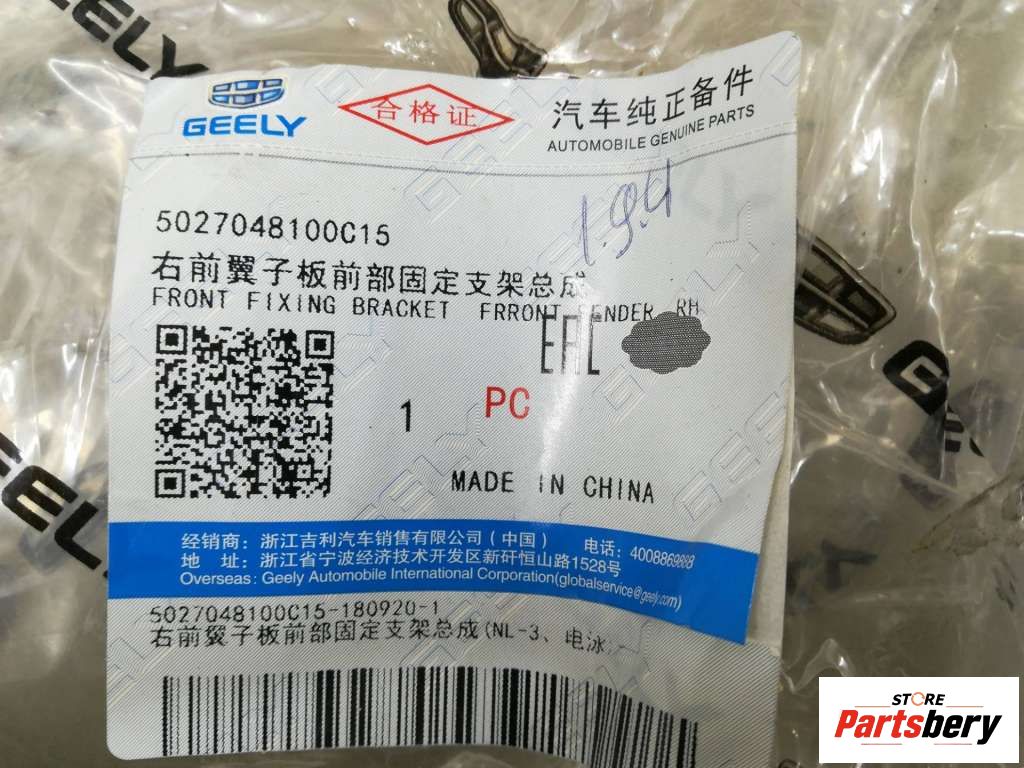 GEELY
GEELY
合格证
汽车纯正备件
AUTOMOBILE GENUINE PARTS
5027048100C15
右前翼子板前部固定支架总成
FRONT FIXING BRACKET FRRONT FENDER, RH
EAC
1 PC
MADE IN CHINA
经销商：浙江吉利汽车销售有限公司（中国） 电话：4008869888
地 址：浙江省宁波经济技术开发区新矸恒山路1528号
Overseas: Geely Automobile International Corporation(globalservice@geely.com)
5027048100C15-180920-1
右前翼子板前部固定支架总成(NL-3、电泳
STORE
Partsbery